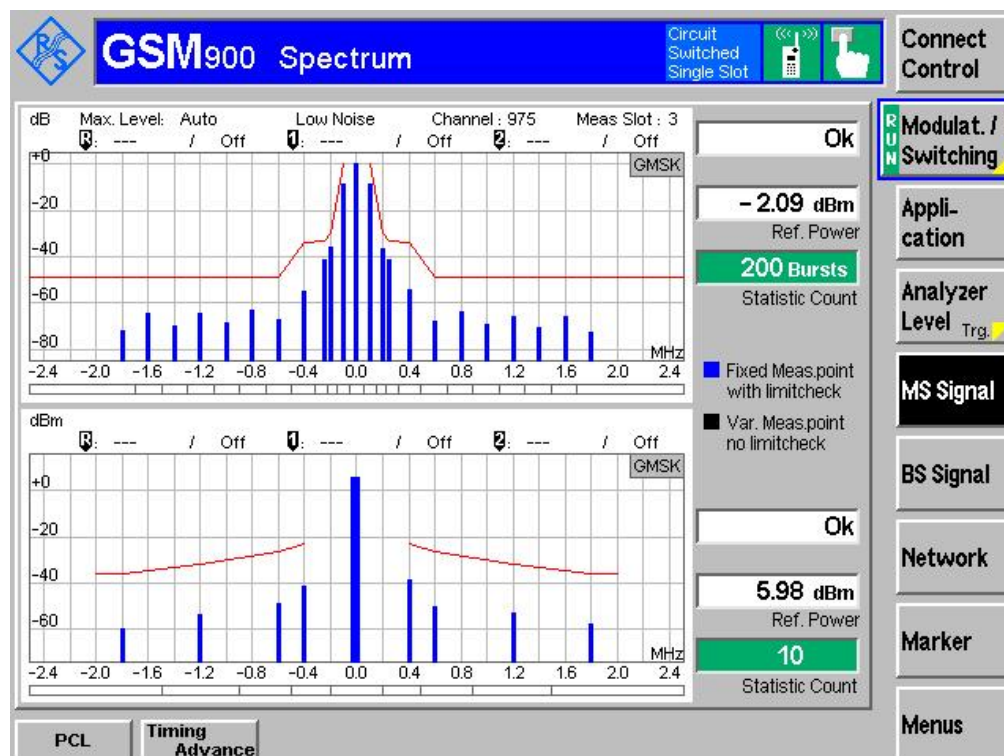 R S
GSM900 Spectrum
Circuit
Switched
Single Slot
Connect
Control
dB Max. Level: Auto Low Noise Channel : 975 Meas Slot : 3
R: --- / Off 1: --- / Off 2: --- / Off
GMSK
+0
-20
-40
-60
-80
MHz
-2.4 -2.0 -1.6 -1.2 -0.8 -0.4 0.0 0.4 0.8 1.2 1.6 2.0 2.4
Ok
-2.09 dBm
Ref. Power
200 Bursts
Statistic Count
Fixed Meas.point
with limitcheck
Var. Meas.point
no limitcheck
dBm
R: --- / Off 1: --- / Off 2: --- / Off
GMSK
+0
-20
-40
-60
MHz
-2.4 -2.0 -1.6 -1.2 -0.8 -0.4 0.0 0.4 0.8 1.2 1.6 2.0 2.4
Ok
5.98 dBm
Ref. Power
10
Statistic Count
RUN
Modulat. /
Switching
Appli-
cation
Analyzer
Level Trg.
MS Signal
BS Signal
Network
Marker
Menus
PCL
Timing
Advance